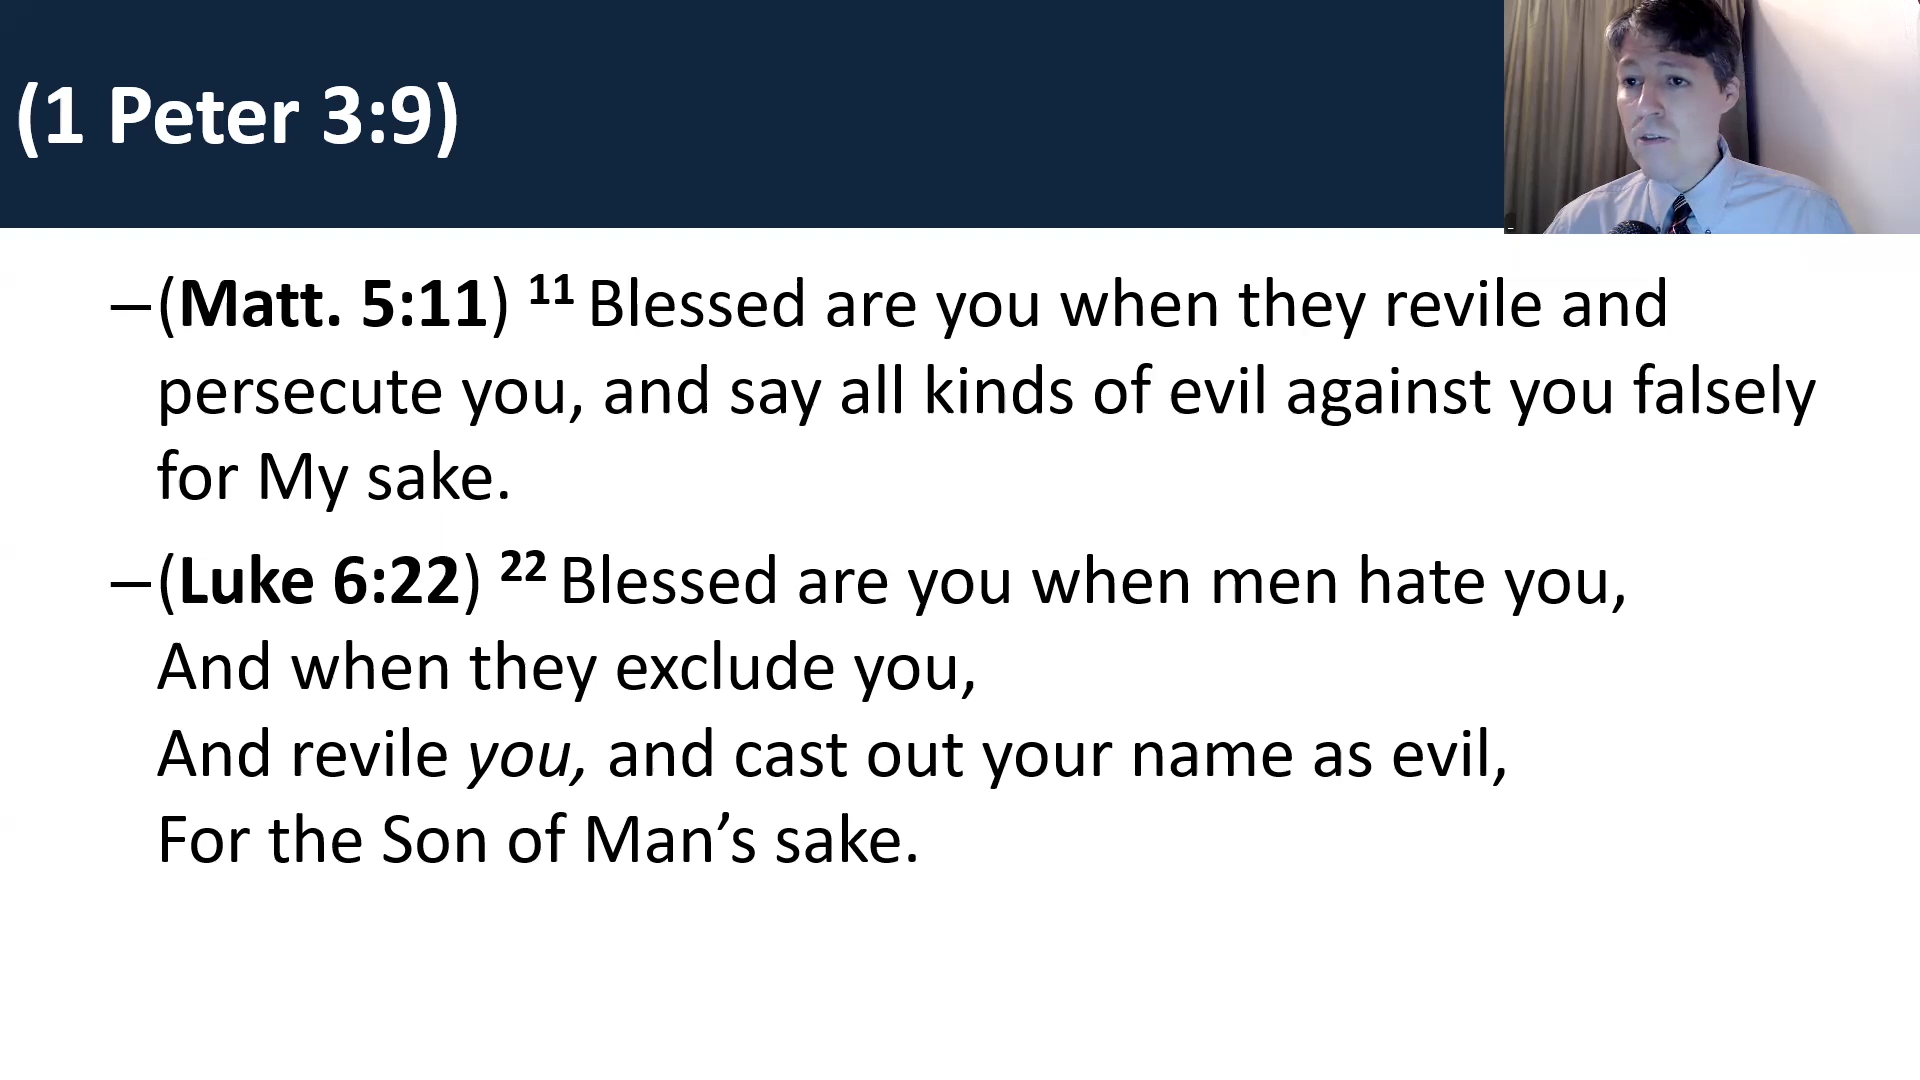 (1 Peter 3:9)
–(Matt. 5:11) 11 Blessed are you when they revile and
persecute you, and say all kinds of evil against you falsely
for My sake.
–(Luke 6:22) 22 Blessed are you when men hate you,
And when they exclude you,
And revile you, and cast out your name as evil,
For the Son of Man’s sake.